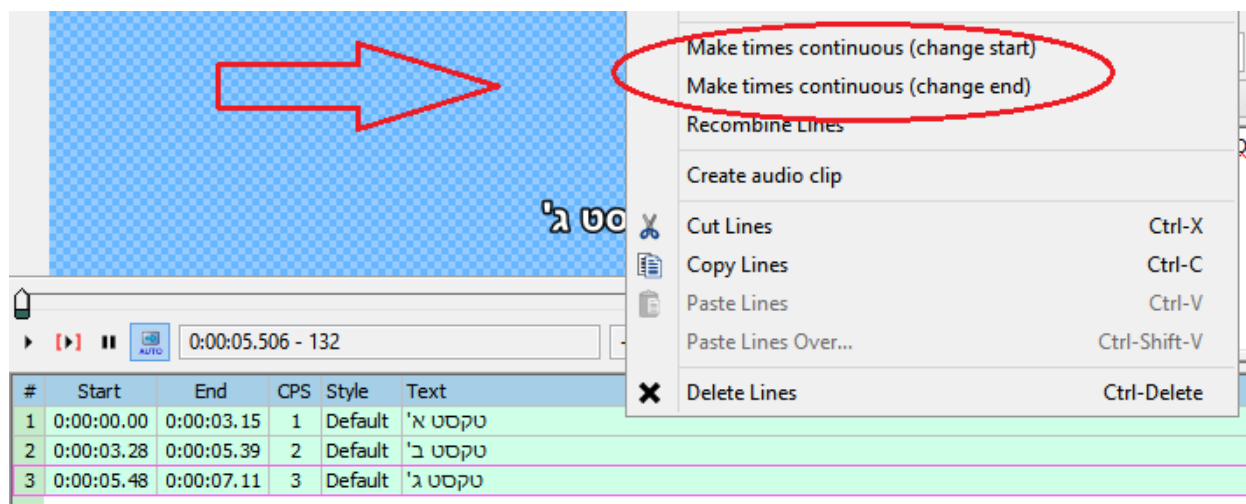 Make times continuous (change start)
Make times continuous (change end)
Recombine Lines
Create audio clip
סט ג'
Cut Lines Ctrl-X
Copy Lines Ctrl-C
Paste Lines Ctrl-V
AUTO 0:00:05.506 - 132
Paste Lines Over... Ctrl-Shift-V
Delete Lines Ctrl-Delete
# Start End CPS Style Text
1 0:00:00.00 0:00:03.15 1 Default טקסט א'
2 0:00:03.28 0:00:05.39 2 Default טקסט ב'
3 0:00:05.48 0:00:07.11 3 Default טקסט ג'